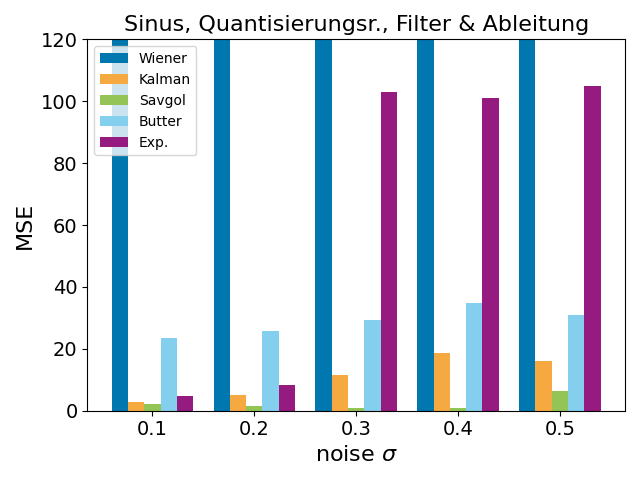 Sinus, Quantisierungsr., Filter & Ableitung
120
100
80
60
40
20
0
MSE
Wiener
Kalman
Savgol
Butter
Exp.
0.1 0.2 0.3 0.4 0.5
noise σ